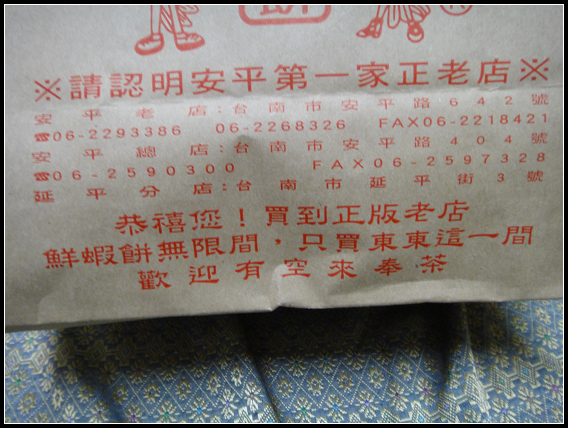 餅
※請認明安平第一家正老店※
安平老店：台南市安平路642號
☎06-2293386 06-2268326 FAX06-2218421
安平總店：台南市安平路404號
☎06-2590300 FAX06-2597328
延平分店：台南市延平街3號
恭禧您！買到正版老店
鮮蝦餅無限間，只買東東這一間
歡迎有空來奉茶